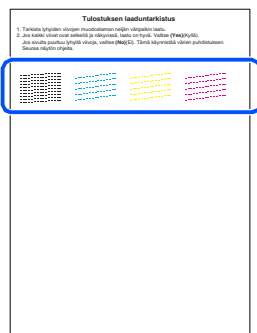 Tulostuksen laaduntarkistus
1. Tarkista lyhyiden viivojen muodostaman neljän väripalkin laatu.
2. Jos kaikki viivat ovat selkeitä ja näkyvissä, laatu on hyvä. Valitse (Yes)(Kyllä).
Jos sivulta puuttuu lyhyitä viivoja, valitse (No)(Ei). Tämä käynnistää värien puhdistuksen.
Seuraa näytön ohjeita.